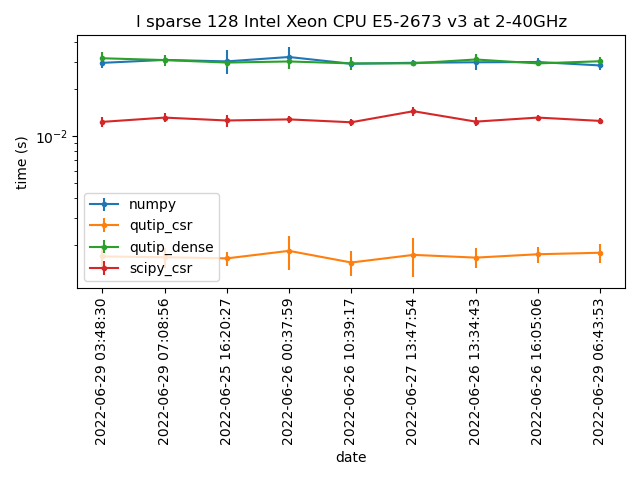 l sparse 128 Intel Xeon CPU E5-2673 v3 at 2-40GHz
time (s)
10^-2
numpy
qutip_csr
qutip_dense
scipy_csr
2022-06-29 03:48:30
2022-06-29 07:08:56
2022-06-25 16:20:27
2022-06-26 00:37:59
2022-06-26 10:39:17
2022-06-27 13:47:54
2022-06-26 13:34:43
2022-06-26 16:05:06
2022-06-29 06:43:53
date